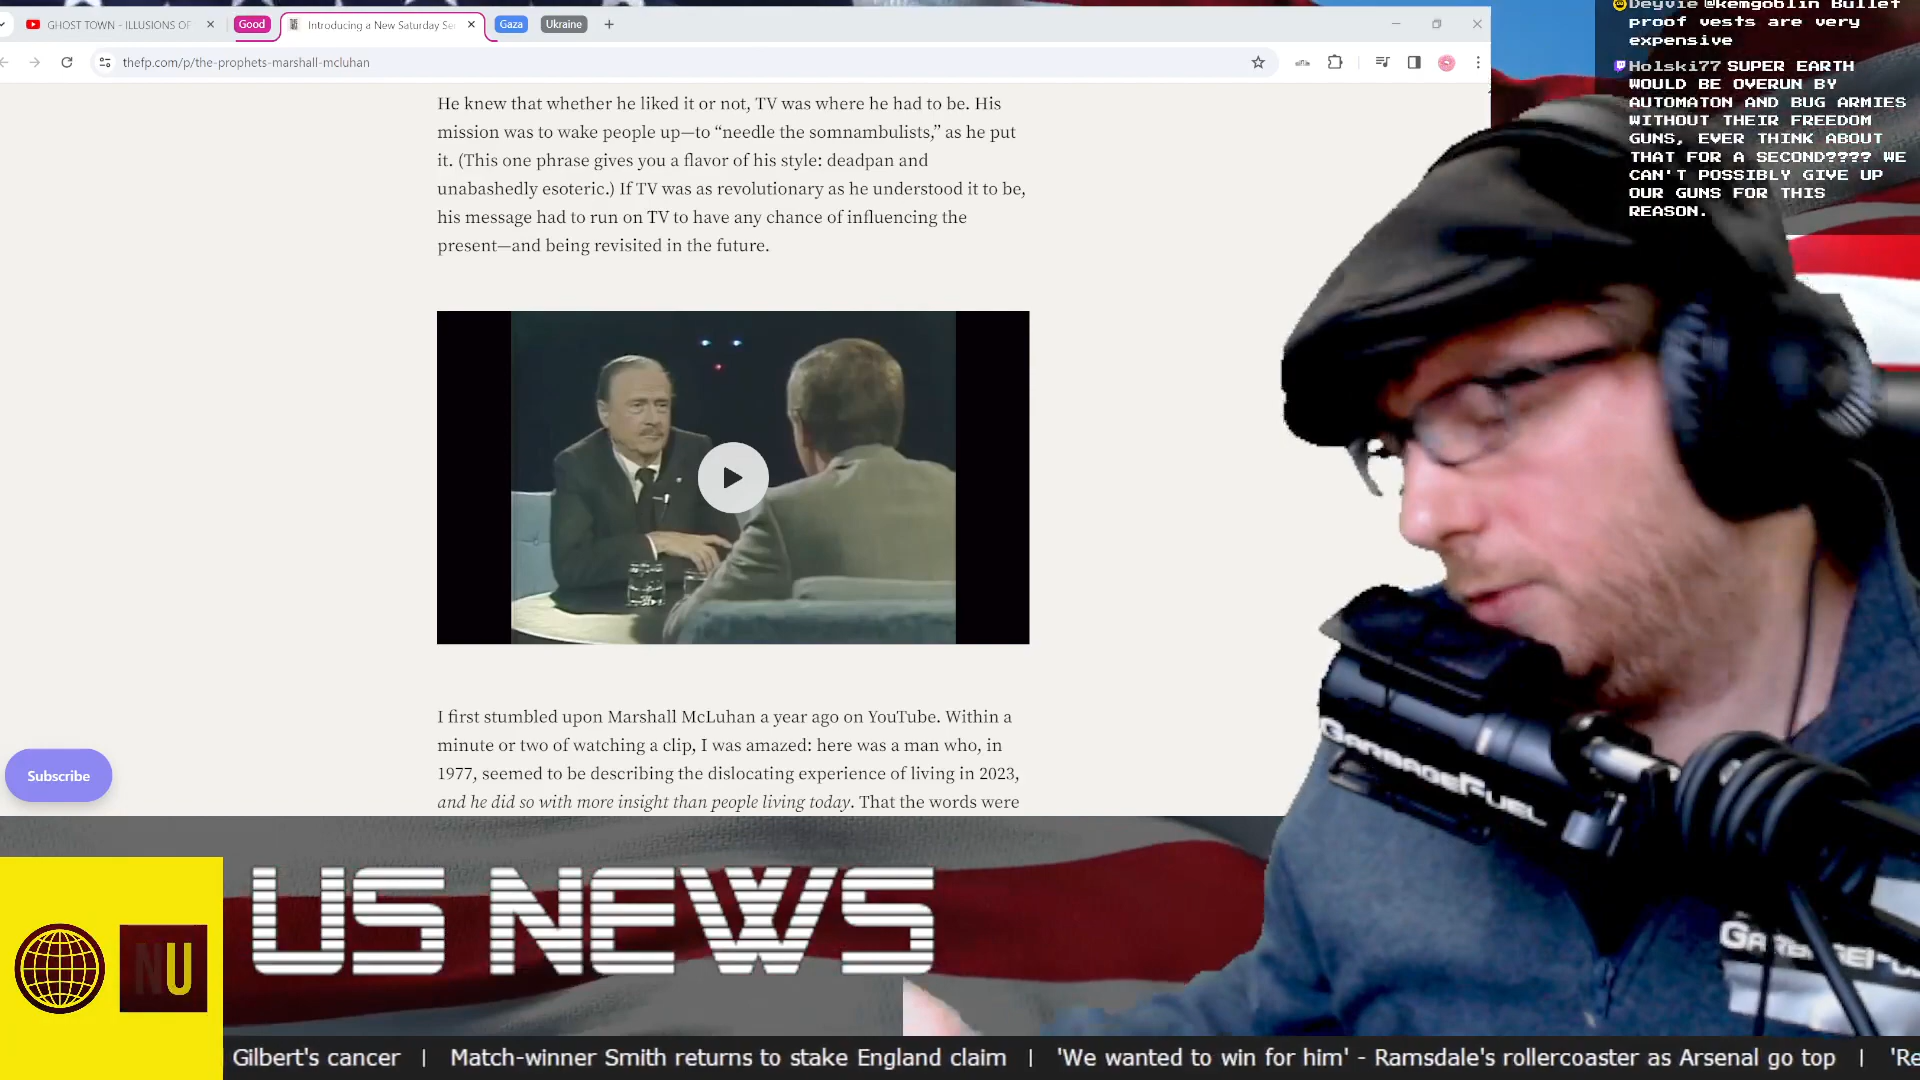 GHOST TOWN - ILLUSIONS OF
Good
Introducing a New Saturday Se
Gaza
Ukraine
thefp.com/p/the-prophets-marshall-mcluhan
He knew that whether he liked it or not, TV was where he had to be. His
mission was to wake people up—to “needle the somnambulists,” as he put
it. (This one phrase gives you a flavor of his style: deadpan and
unabashedly esoteric.) If TV was as revolutionary as he understood it to be,
his message had to run on TV to have any chance of influencing the
present—and being revisited in the future.
I first stumbled upon Marshall McLuhan a year ago on YouTube. Within a
minute or two of watching a clip, I was amazed: here was a man who, in
1977, seemed to be describing the dislocating experience of living in 2023,
and he did so with more insight than people living today. That the words were
Subscribe
Deyvie @kemgoblin Bullet
proof vests are very
expensive
Holski77 SUPER EARTH
WOULD BE OVERUN BY
AUTOMATON AND BUG ARMIES
WITHOUT THEIR FREEDOM
GUNS, EVER THINK ABOUT
THAT FOR A SECOND???? WE
CAN'T POSSIBLY GIVE UP
OUR GUNS FOR THIS
REASON.
GARBAGEFUEL
NU
US NEWS
Gilbert's cancer | Match-winner Smith returns to stake England claim | 'We wanted to win for him' - Ramsdale's rollercoaster as Arsenal go top | 'Re